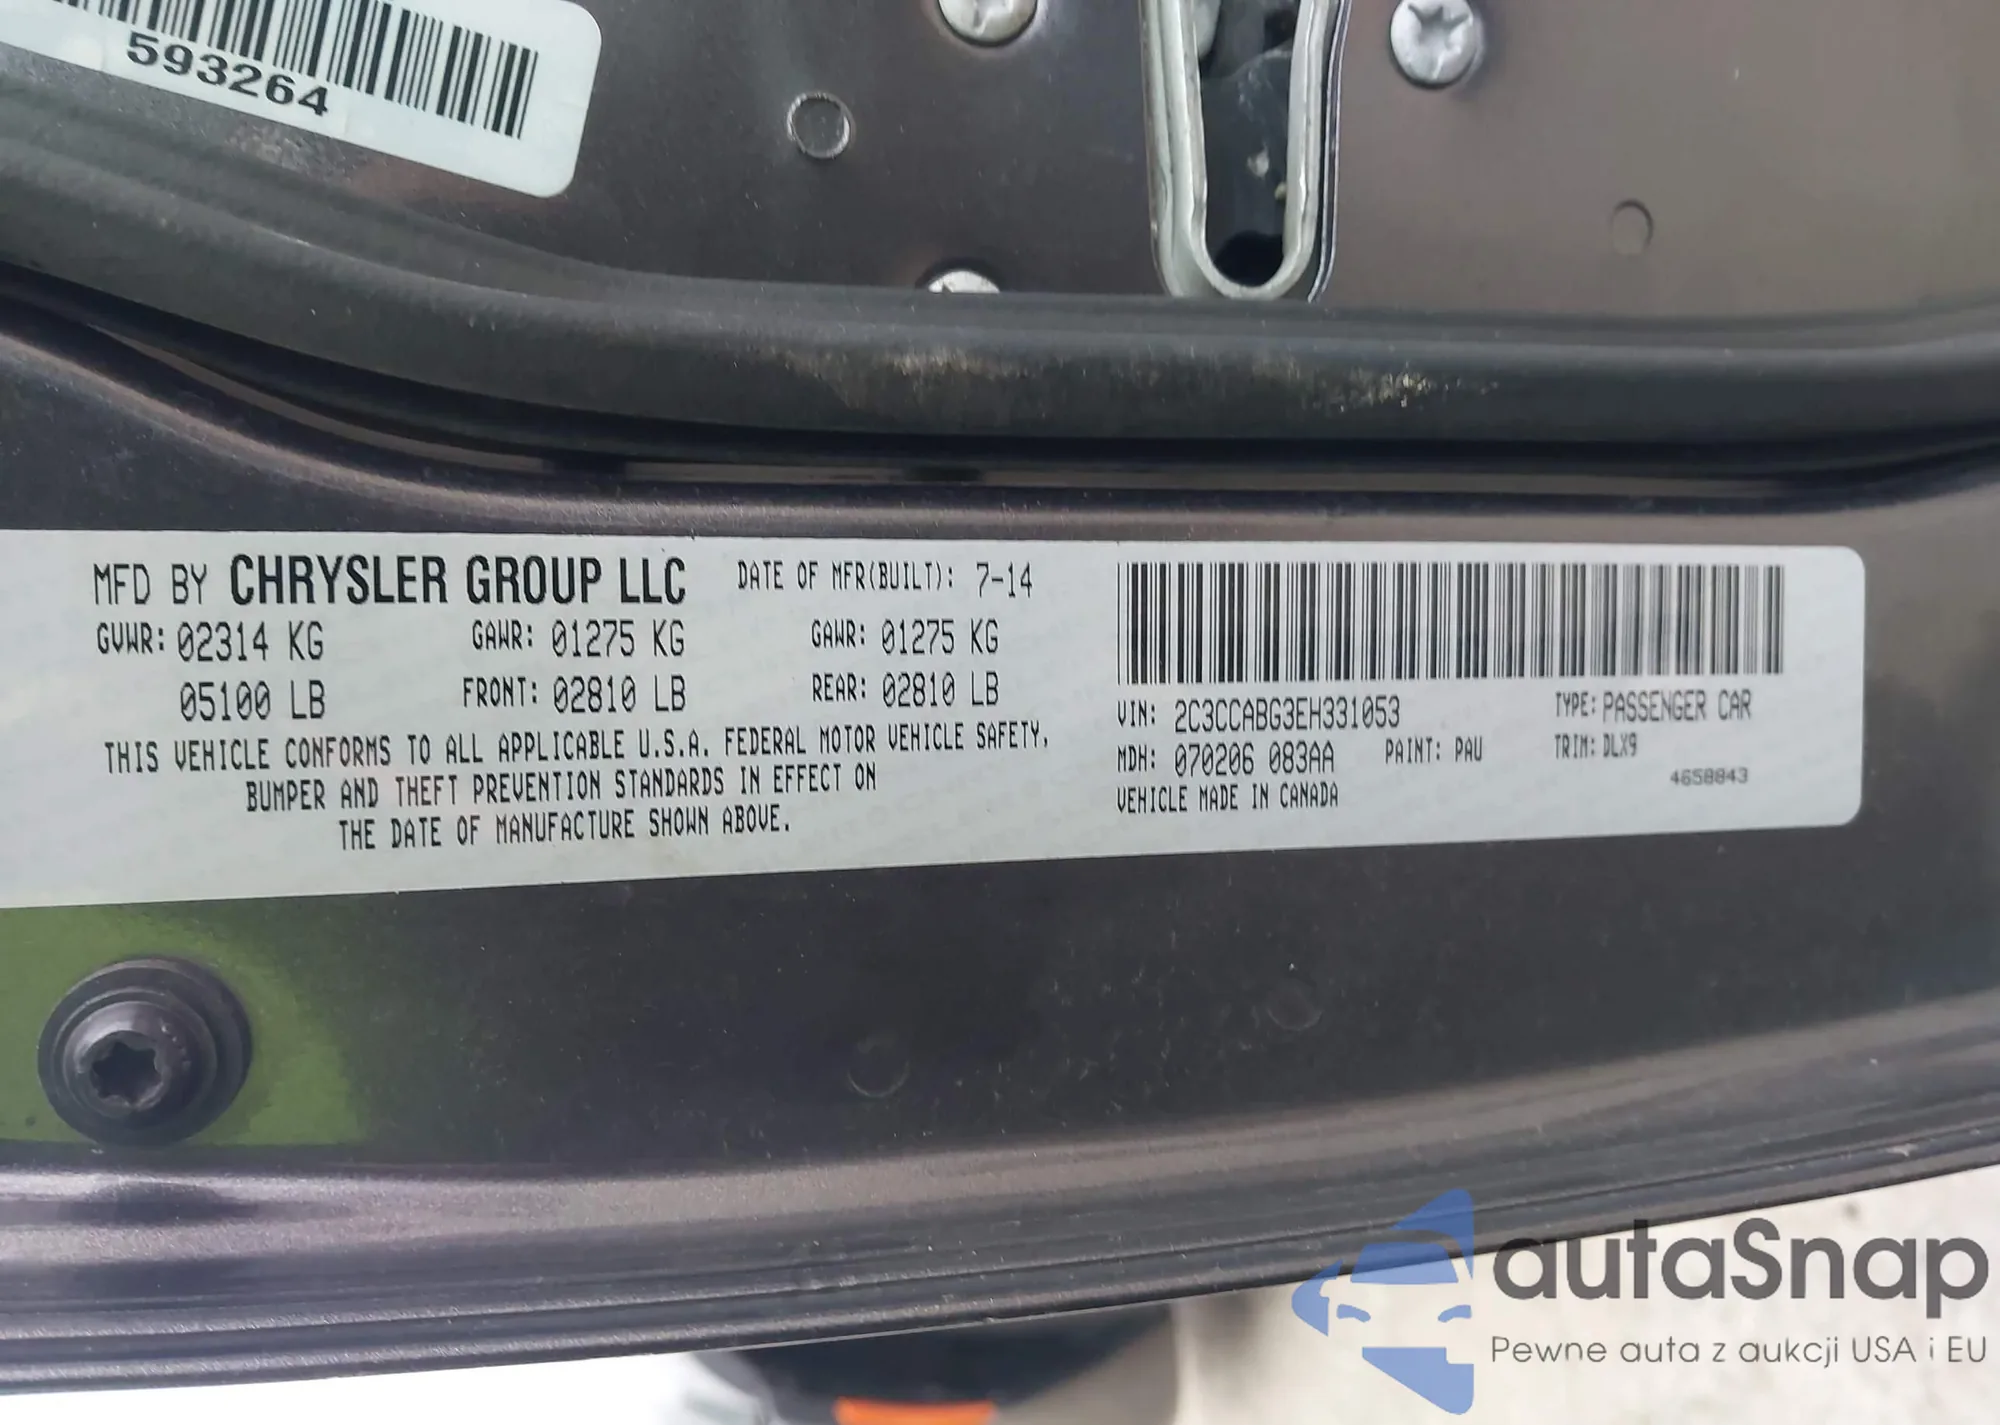 593264
MFD BY CHRYSLER GROUP LLC DATE OF MFR(BUILT): 7-14
GVWR: 02314 KG GAWR: 01275 KG GAWR: 01275 KG
05100 LB FRONT: 02810 LB REAR: 02810 LB
THIS VEHICLE CONFORMS TO ALL APPLICABLE U.S.A. FEDERAL MOTOR VEHICLE SAFETY,
BUMPER AND THEFT PREVENTION STANDARDS IN EFFECT ON
THE DATE OF MANUFACTURE SHOWN ABOVE.
VIN: 2C3CCABG3EH331053 TYPE: PASSENGER CAR
MDH: 070206 083AA PAINT: PAU TRIM: DLX9
VEHICLE MADE IN CANADA 4658843
autaSnap
Pewne auta z aukcji USA i EU